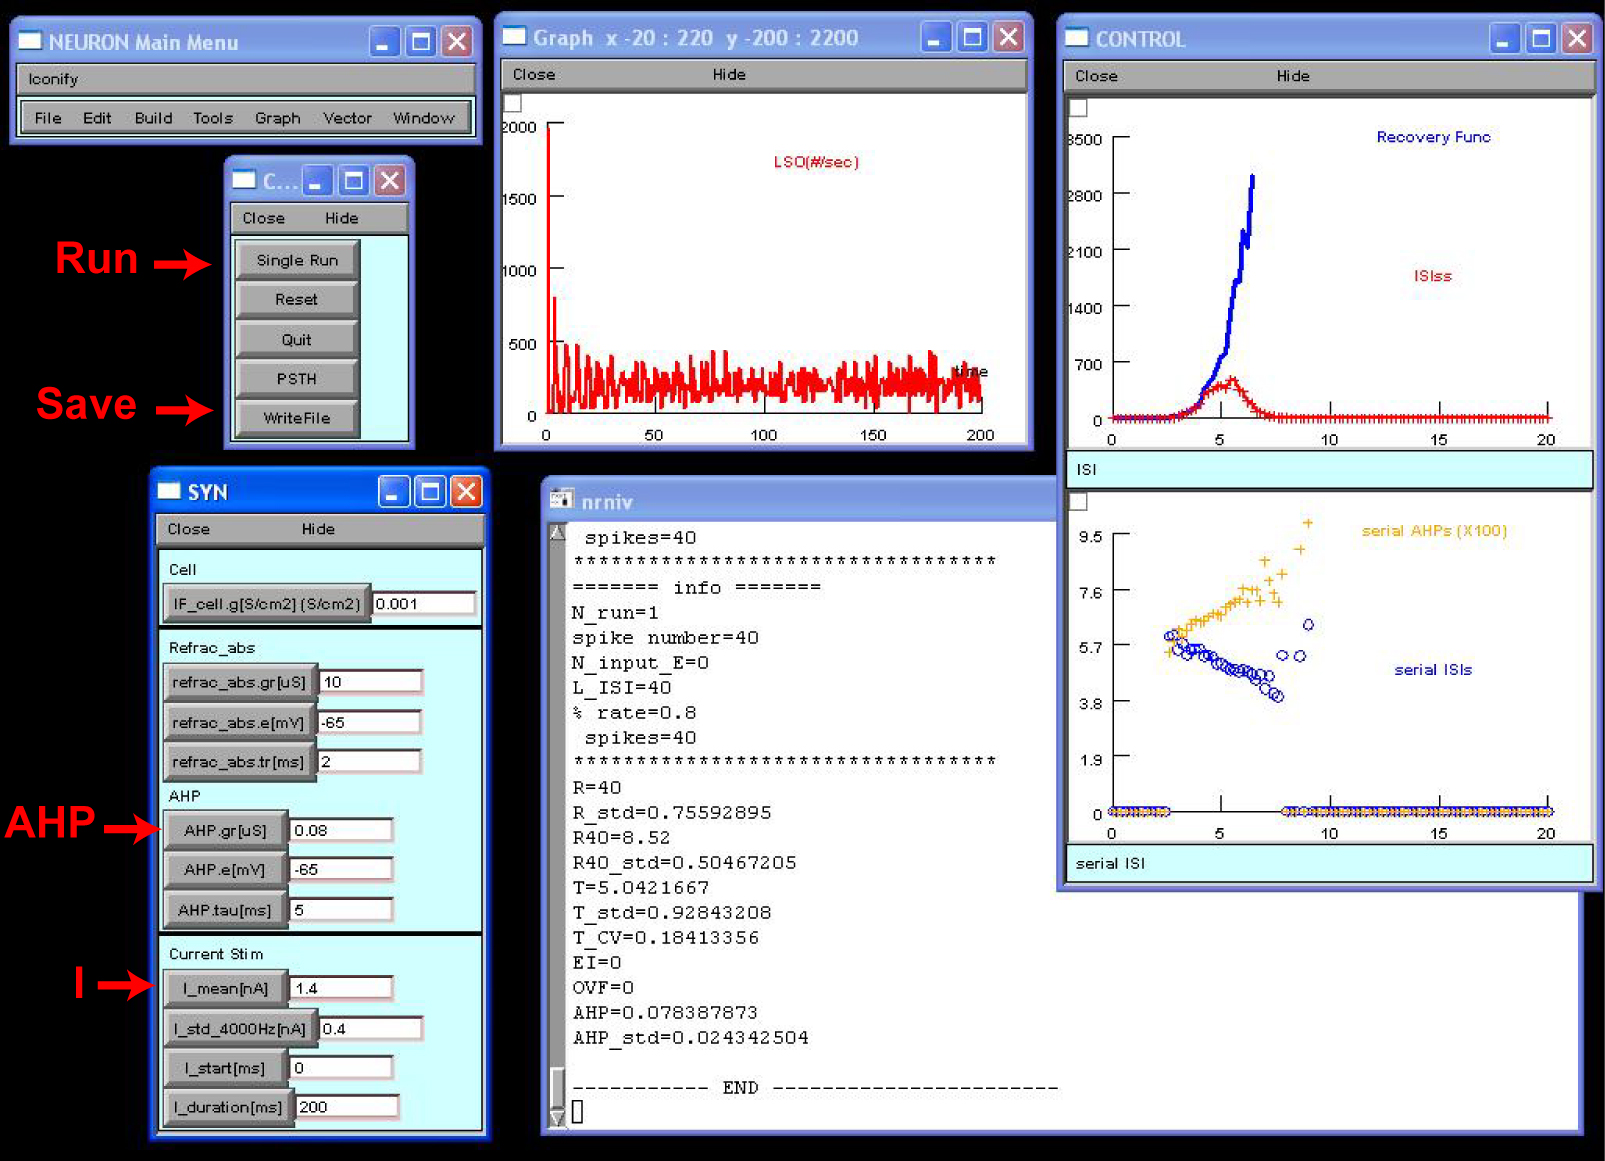 NEURON Main Menu
Iconify
File Edit Build Tools Graph Vector Window
C...
Close Hide
Run
Single Run
Reset
Quit
PSTH
Save
WriteFile
Graph x -20 : 220 y -200 : 2200
Close Hide
2000
LSO(#/sec)
1500
1000
500
time
0
0 50 100 150 200
CONTROL
Close Hide
3500
Recovery Func
2800
2100
ISIss
1400
700
0
0 5 10 15 20
ISI
9.5
serial AHPs (X100)
7.6
5.7
serial ISIs
3.8
1.9
0
0 5 10 15 20
serial ISI
SYN
Close Hide
Cell
IF_cell.g[S/cm2] (S/cm2) 0.001
Refrac_abs
refrac_abs.gr[uS] 10
refrac_abs.e[mV] -65
refrac_abs.tr[ms] 2
AHP
AHP
AHP.gr[uS] 0.08
AHP.e[mV] -65
AHP.tau[ms] 5
Current Stim
I
I_mean[nA] 1.4
I_std_4000Hz[nA] 0.4
I_start[ms] 0
I_duration[ms] 200
nrniv
spikes=40
**********************************
======= info =======
N_run=1
spike number=40
N_input_E=0
L_ISI=40
% rate=0.8
spikes=40
**********************************
R=40
R_std=0.75592895
R40=8.52
R40_std=0.50467205
T=5.0421667
T_std=0.92843208
T_CV=0.18413356
EI=0
OVF=0
AHP=0.078387873
AHP_std=0.024342504
----------- END -----------------------